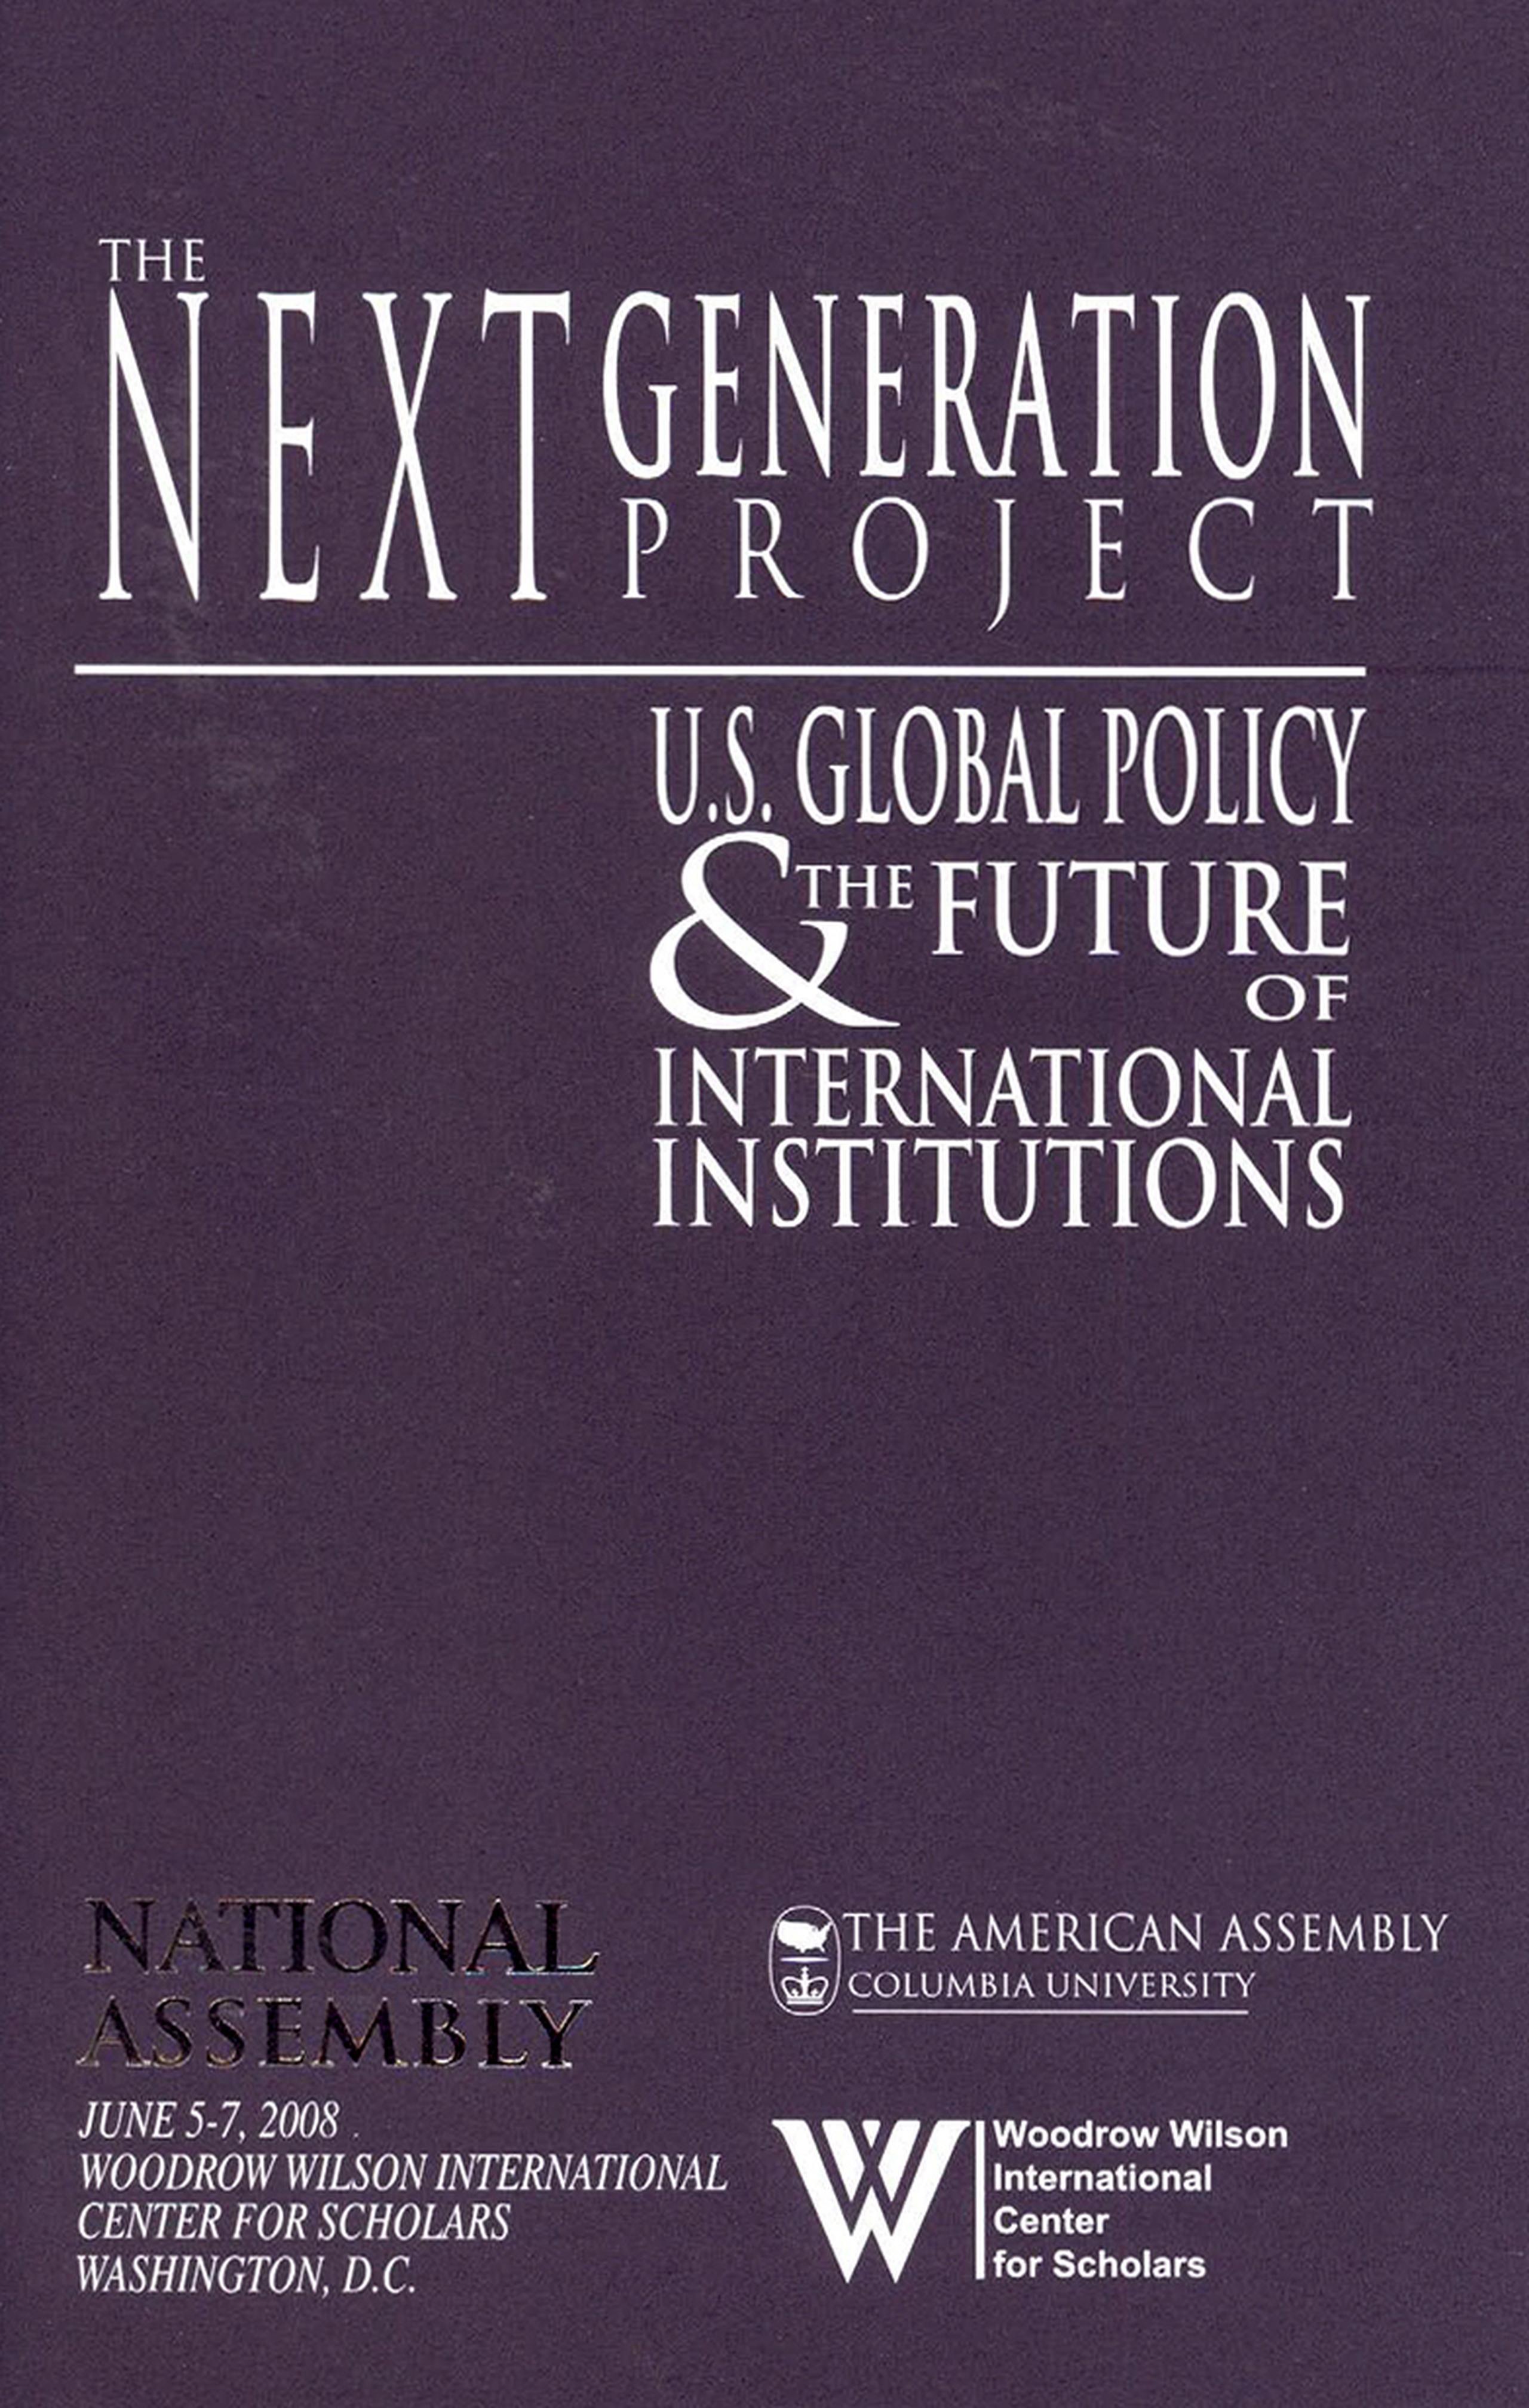 THE
NEXT GENERATION
PROJECT
U.S. GLOBAL POLICY
& THE FUTURE
OF
INTERNATIONAL
INSTITUTIONS
NATIONAL
ASSEMBLY
JUNE 5-7, 2008
WOODROW WILSON INTERNATIONAL
CENTER FOR SCHOLARS
WASHINGTON, D.C.
THE AMERICAN ASSEMBLY
COLUMBIA UNIVERSITY
W
Woodrow Wilson
International
Center
for Scholars